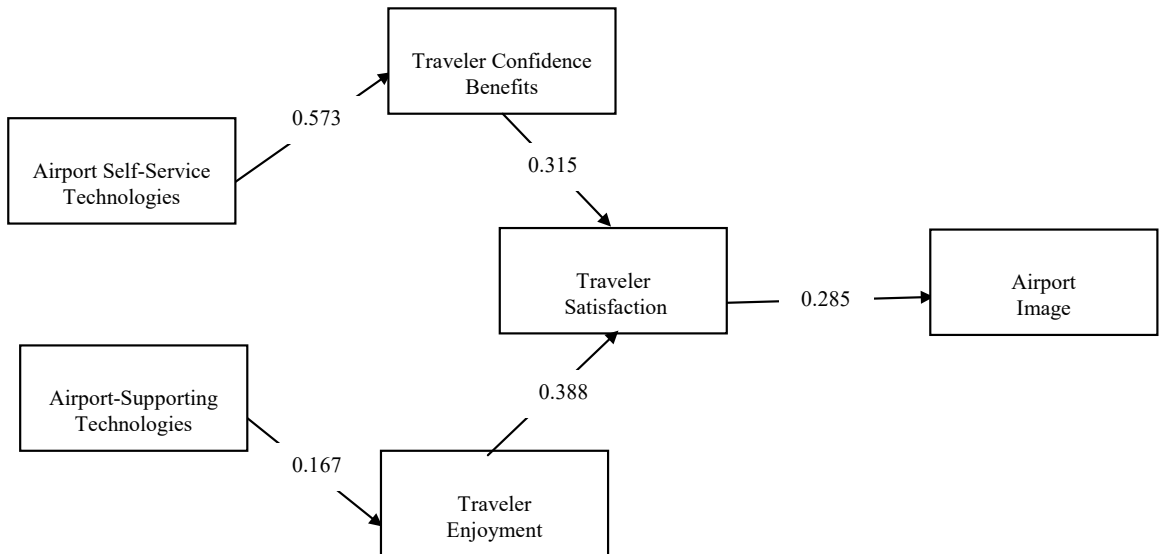 Traveler Confidence
Benefits
0.573
Airport Self-Service
Technologies
0.315
Traveler
Satisfaction
0.285
Airport
Image
Airport-Supporting
Technologies
0.388
0.167
Traveler
Enjoyment